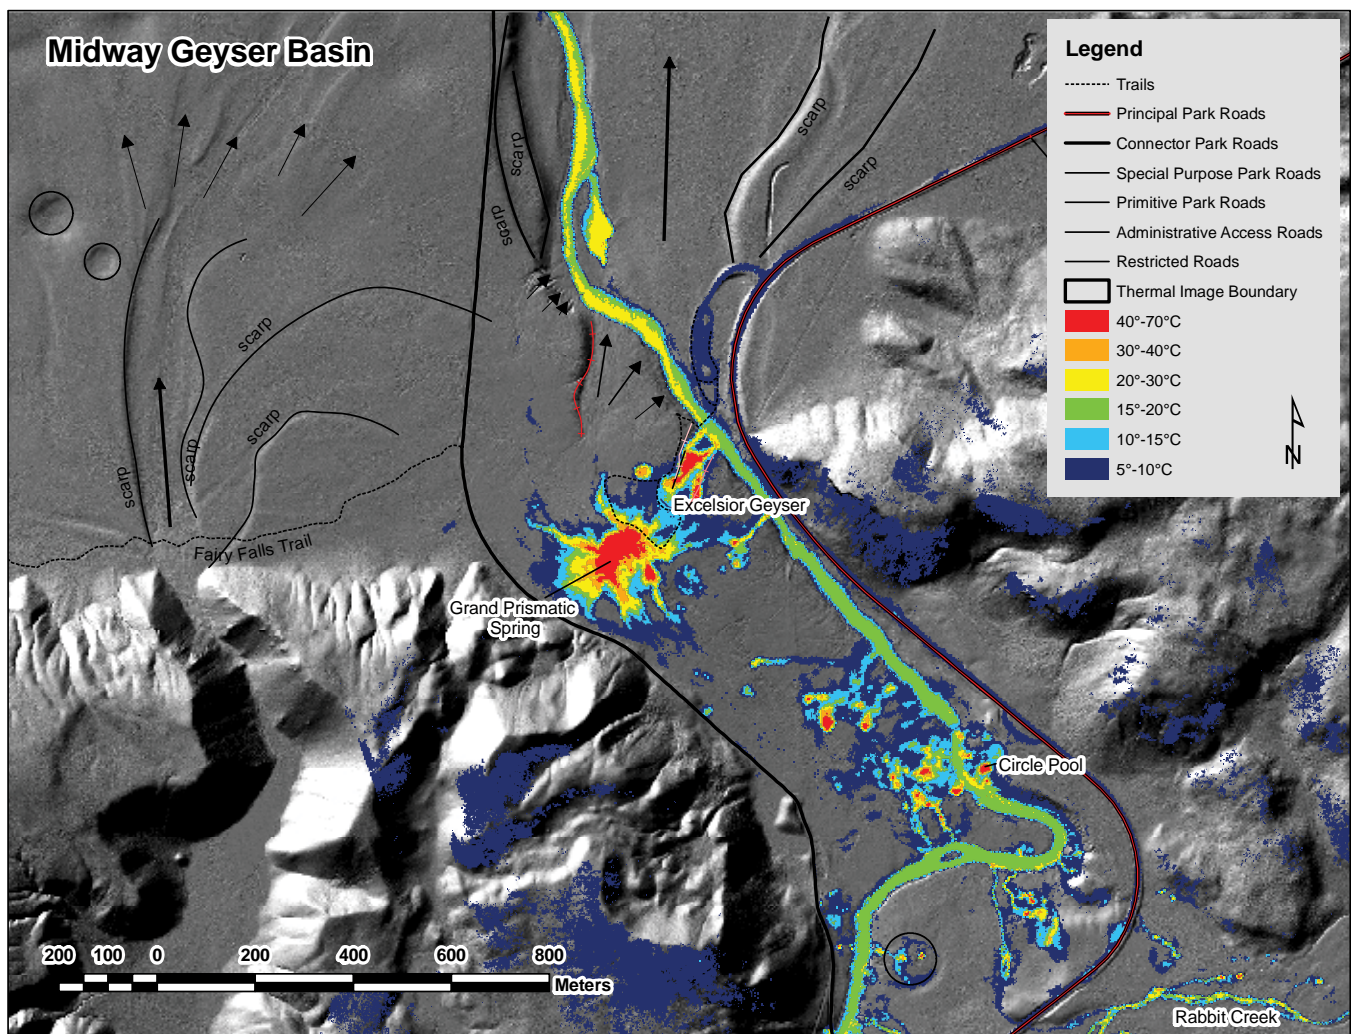 Midway Geyser Basin
Legend
Trails
Principal Park Roads
Connector Park Roads
Special Purpose Park Roads
Primitive Park Roads
Administrative Access Roads
Restricted Roads
Thermal Image Boundary
40°-70°C
30°-40°C
20°-30°C
15°-20°C
10°-15°C
5°-10°C
N
scarp
scarp
scarp
scarp
scarp
scarp
scarp
scarp
Fairy Falls Trail
Excelsior Geyser
Grand Prismatic
Spring
Circle Pool
Rabbit Creek
200 100 0 200 400 600 800
Meters